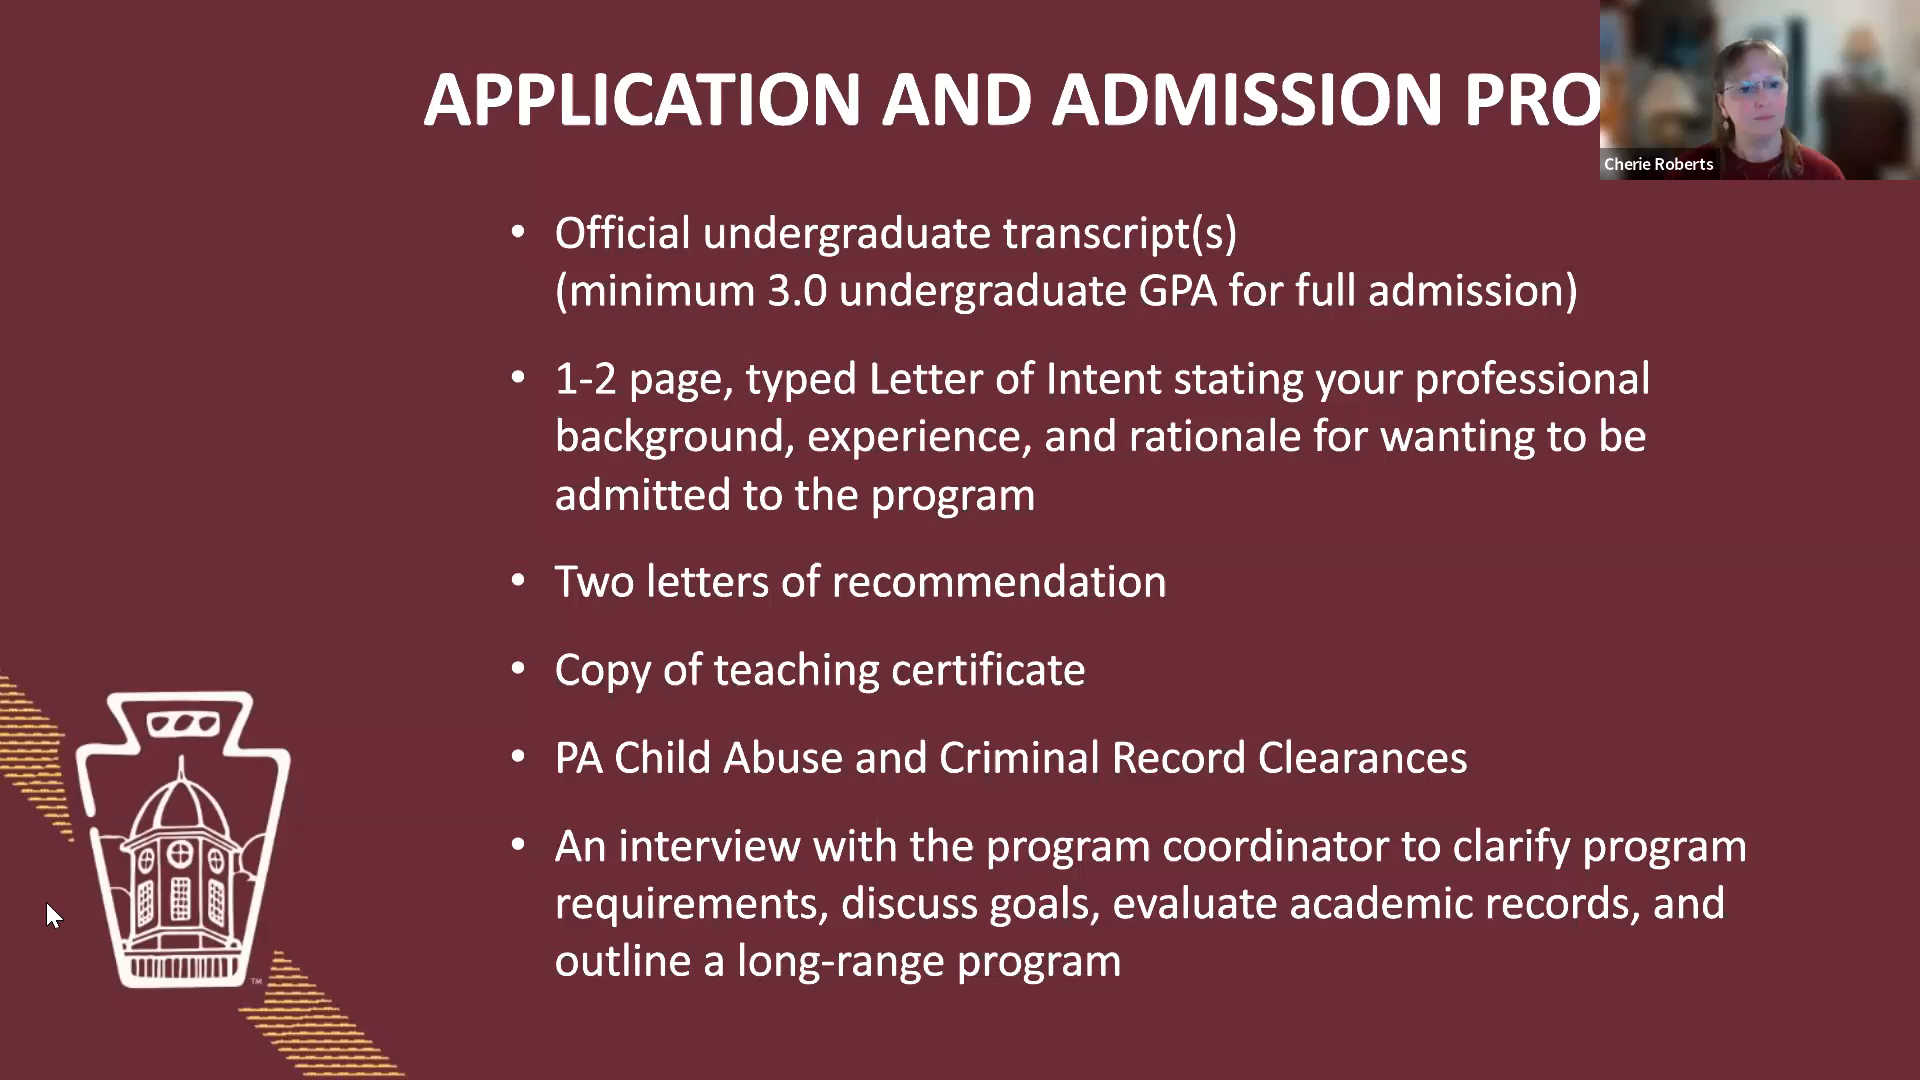 APPLICATION AND ADMISSION PRO
Cherie Roberts
• Official undergraduate transcript(s)
(minimum 3.0 undergraduate GPA for full admission)
• 1-2 page, typed Letter of Intent stating your professional
background, experience, and rationale for wanting to be
admitted to the program
• Two letters of recommendation
• Copy of teaching certificate
• PA Child Abuse and Criminal Record Clearances
• An interview with the program coordinator to clarify program
requirements, discuss goals, evaluate academic records, and
outline a long-range program
TM